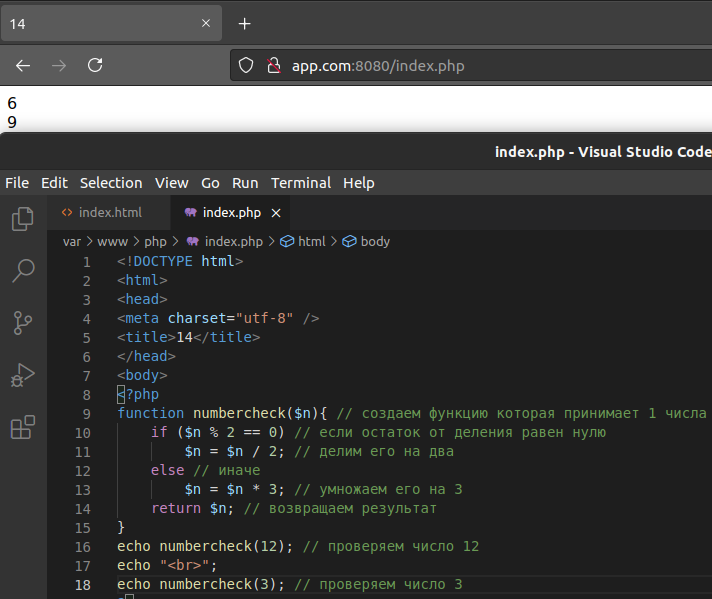 14
app.com:8080/index.php
6
9
index.php - Visual Studio Code
File Edit Selection View Go Run Terminal Help
index.html index.php
var > www > php > index.php > html > body
1 <!DOCTYPE html>
2 <html>
3 <head>
4 <meta charset="utf-8" />
5 <title>14</title>
6 </head>
7 <body>
8 <?php
9 function numbercheck($n){ // создаем функцию которая принимает 1 числа
10 if ($n % 2 == 0) // если остаток от деления равен нулю
11 $n = $n / 2; // делим его на два
12 else // иначе
13 $n = $n * 3; // умножаем его на 3
14 return $n; // возвращаем результат
15 }
16 echo numbercheck(12); // проверяем число 12
17 echo "<br>";
18 echo numbercheck(3); // проверяем число 3